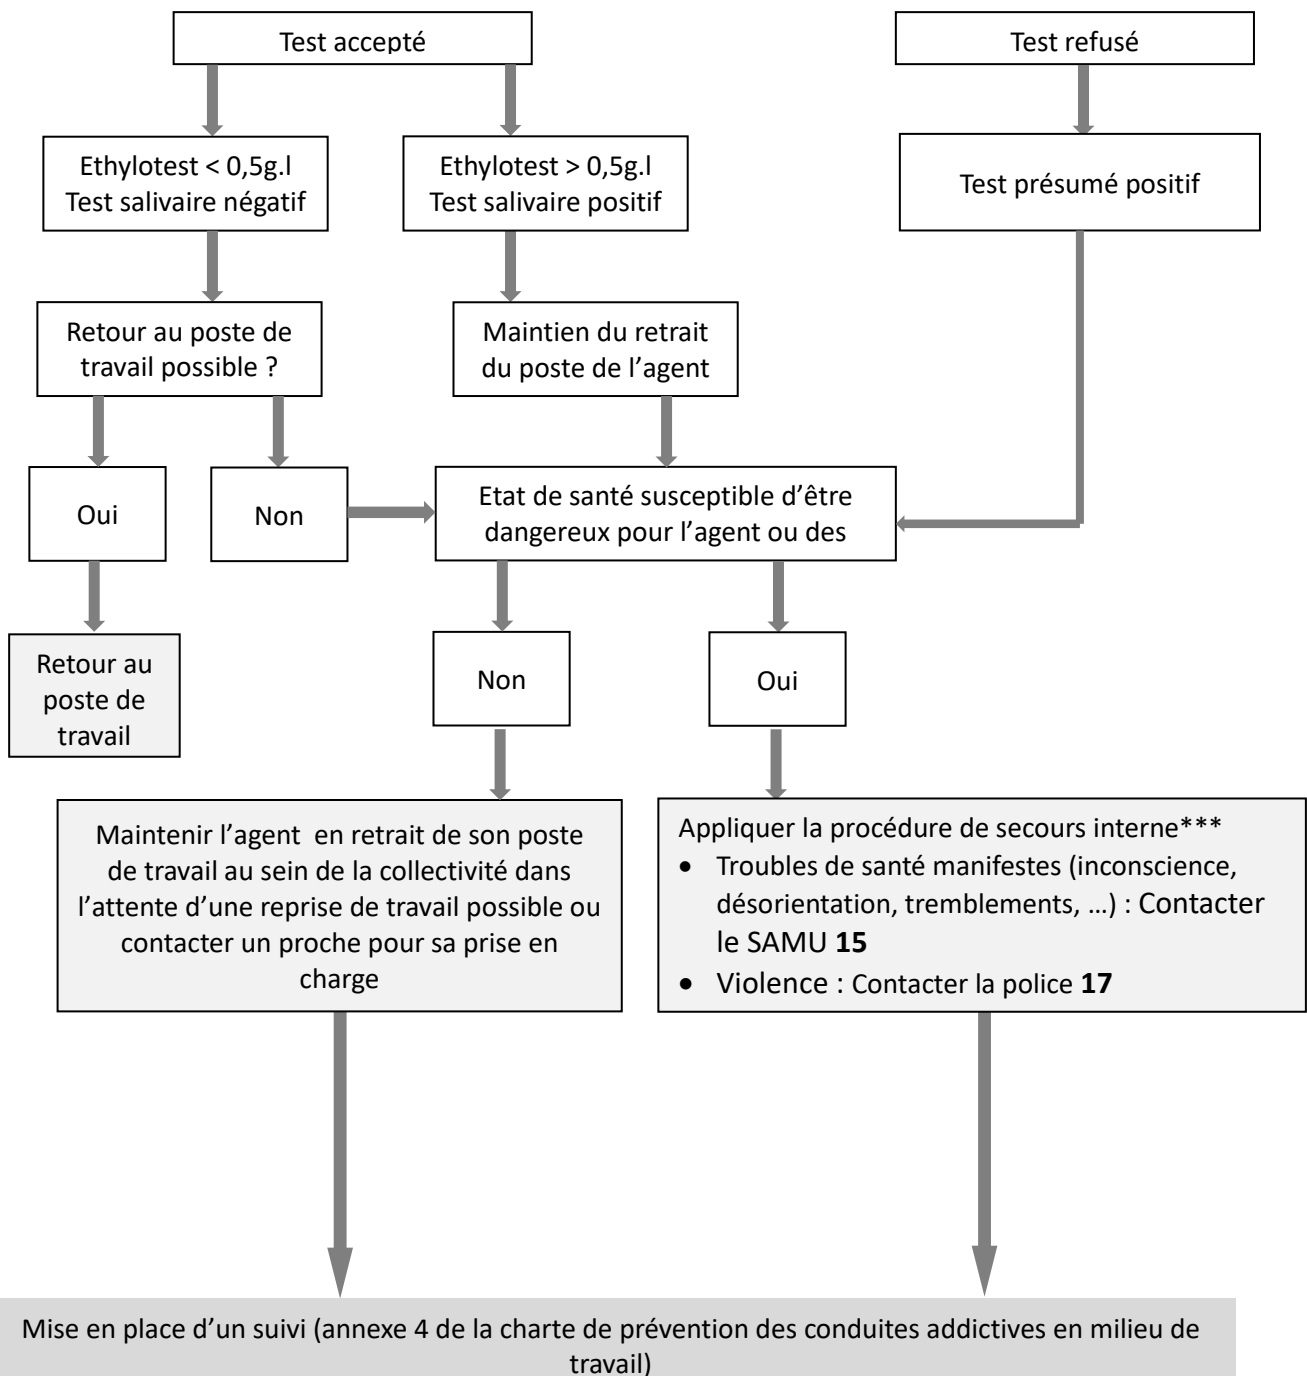 Test accepté
Test refusé
Ethylotest < 0,5g.l
Test salivaire négatif
Ethylotest > 0,5g.l
Test salivaire positif
Test présumé positif
Retour au poste de
travail possible ?
Maintien du retrait
du poste de l’agent
Oui
Non
Etat de santé susceptible d’être
dangereux pour l’agent ou des
Retour au
poste de
travail
Non
Oui
Maintenir l’agent en retrait de son poste
de travail au sein de la collectivité dans
l’attente d’une reprise de travail possible ou
contacter un proche pour sa prise en
charge
Appliquer la procédure de secours interne***
• Troubles de santé manifestes (inconscience,
désorientation, tremblements, …) : Contacter
le SAMU 15
• Violence : Contacter la police 17
Mise en place d’un suivi (annexe 4 de la charte de prévention des conduites addictives en milieu de
travail)